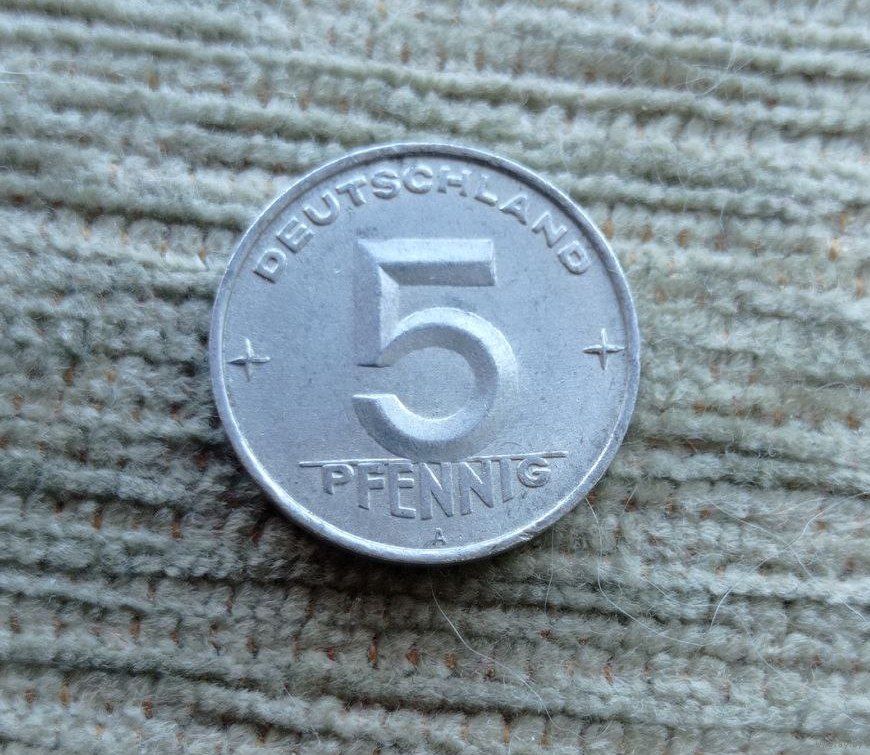 DEUTSCHLAND
5
PFENNIG
A